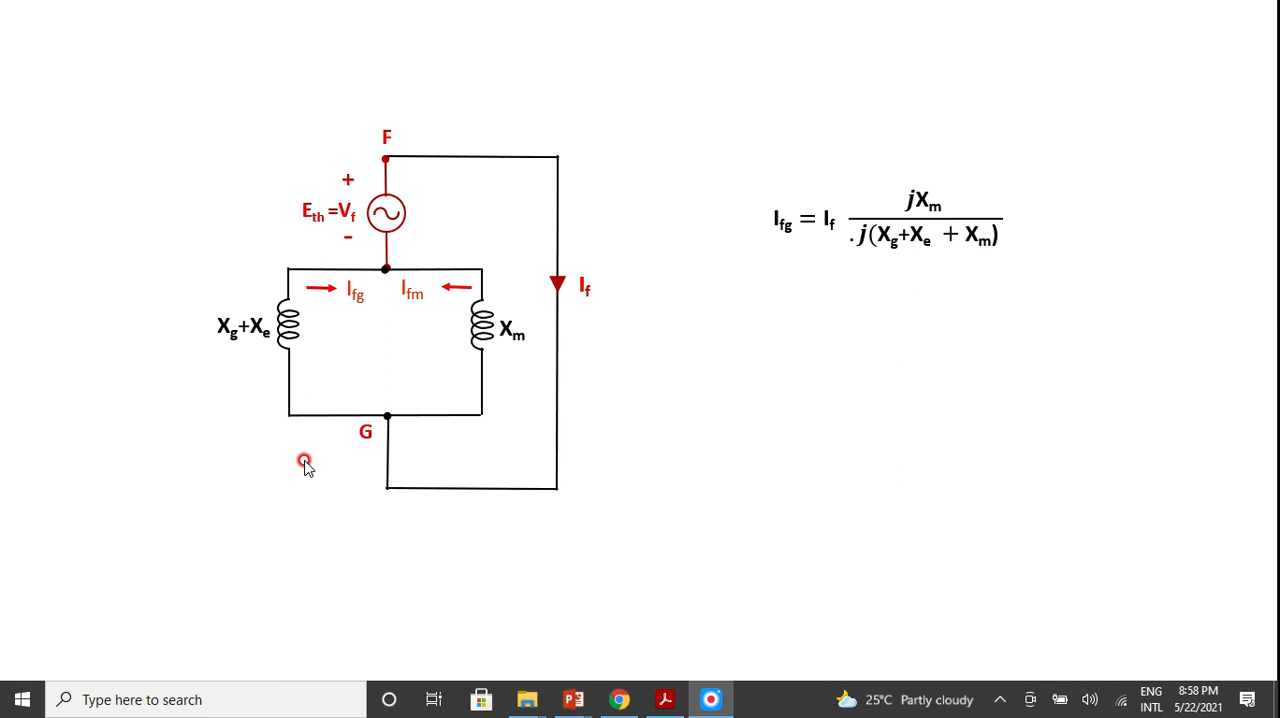 F
+
Eth =Vf
-
Ifg
Ifm
If
Xg+Xe
Xm
G
Ifg = If jXm
.j(Xg+Xe + Xm)
Type here to search
25°C Partly cloudy
ENG
INTL
8:58 PM
5/22/2021